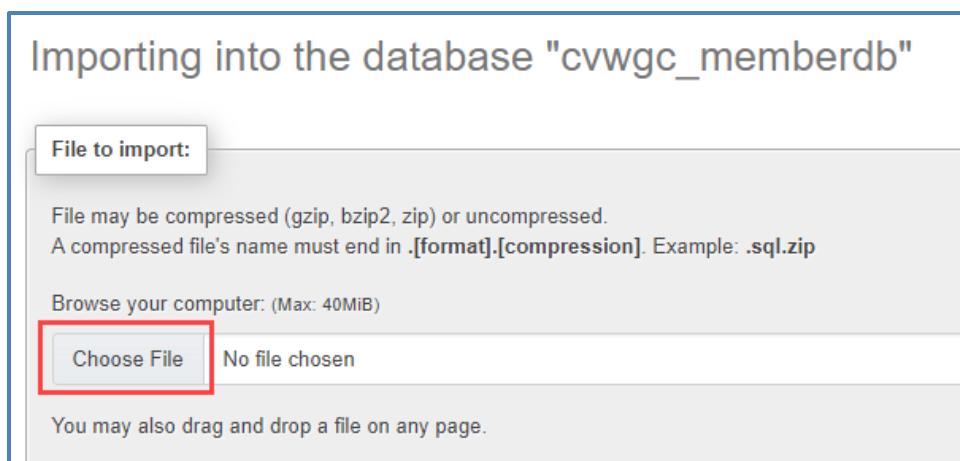 Importing into the database "cvwgc_memberdb"
File to import:
File may be compressed (gzip, bzip2, zip) or uncompressed.
A compressed file's name must end in .[format].[compression]. Example: .sql.zip
Browse your computer: (Max: 40MiB)
Choose File No file chosen
You may also drag and drop a file on any page.